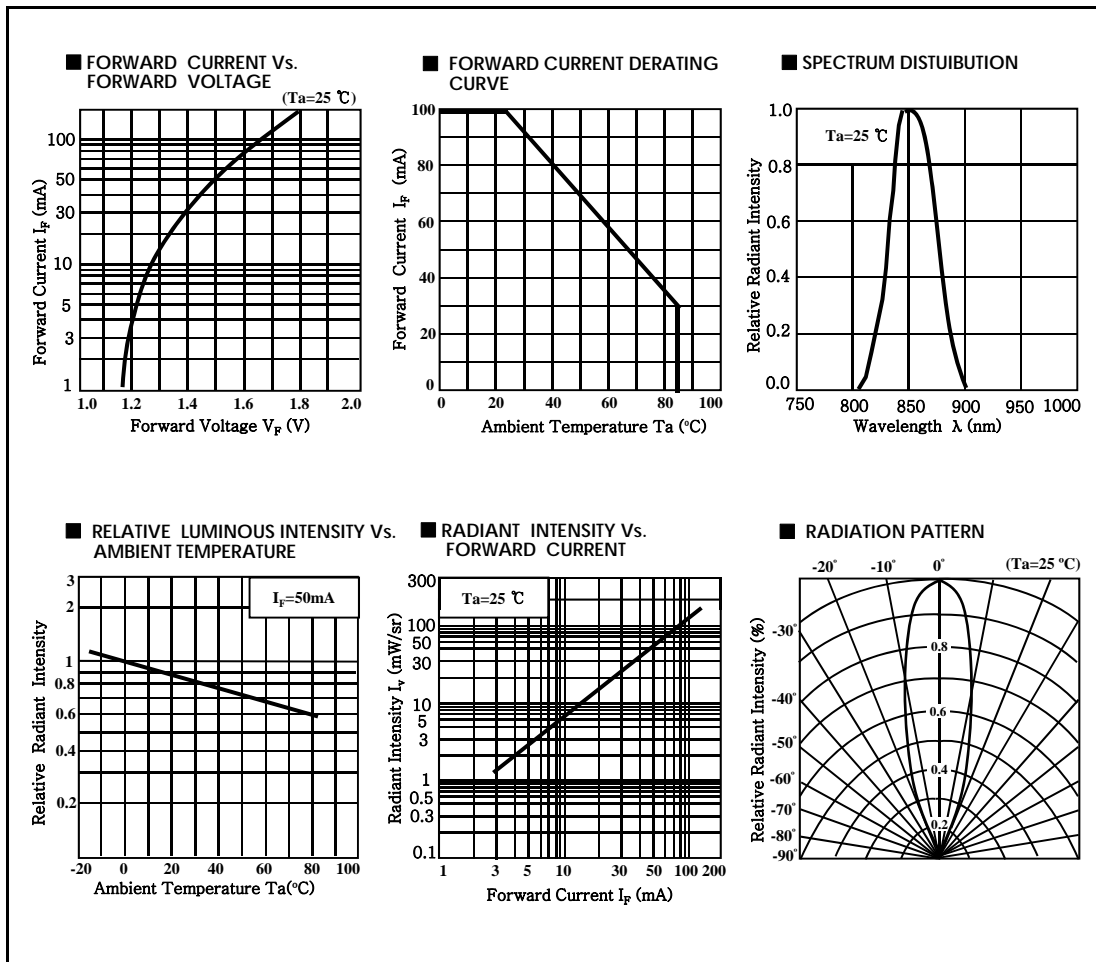 ■ FORWARD CURRENT Vs.
FORWARD VOLTAGE
(Ta=25 ℃)
Forward Current I_F (mA)
100
50
30
10
5
3
1
1.0 1.2 1.4 1.6 1.8 2.0
Forward Voltage V_F (V)
■ FORWARD CURRENT DERATING
CURVE
Forward Current I_F (mA)
100
80
60
40
20
0
0 20 40 60 80 100
Ambient Temperature Ta (°C)
■ SPECTRUM DISTUIBUTION
Ta=25 ℃
Relative Radiant Intensity
1.0
0.8
0.6
0.4
0.2
0.0
750 800 850 900 950 1000
Wavelength λ (nm)
■ RELATIVE LUMINOUS INTENSITY Vs.
AMBIENT TEMPERATURE
I_F=50mA
Relative Radiant Intensity
3
2
1
0.8
0.6
0.4
0.2
-20 0 20 40 60 80 100
Ambient Temperature Ta(°C)
■ RADIANT INTENSITY Vs.
FORWARD CURRENT
Ta=25 ℃
Radiant Intensity I_v (mW/sr)
300
100
50
30
10
5
3
1
0.5
0.3
0.1
1 3 5 10 30 50 100 200
Forward Current I_F (mA)
■ RADIATION PATTERN
-20° -10° 0° (Ta=25 °C)
Relative Radiant Intensity (%)
-30°
-40°
-50°
-60°
-70°
-80°
-90°
0.8
0.6
0.4
0.2